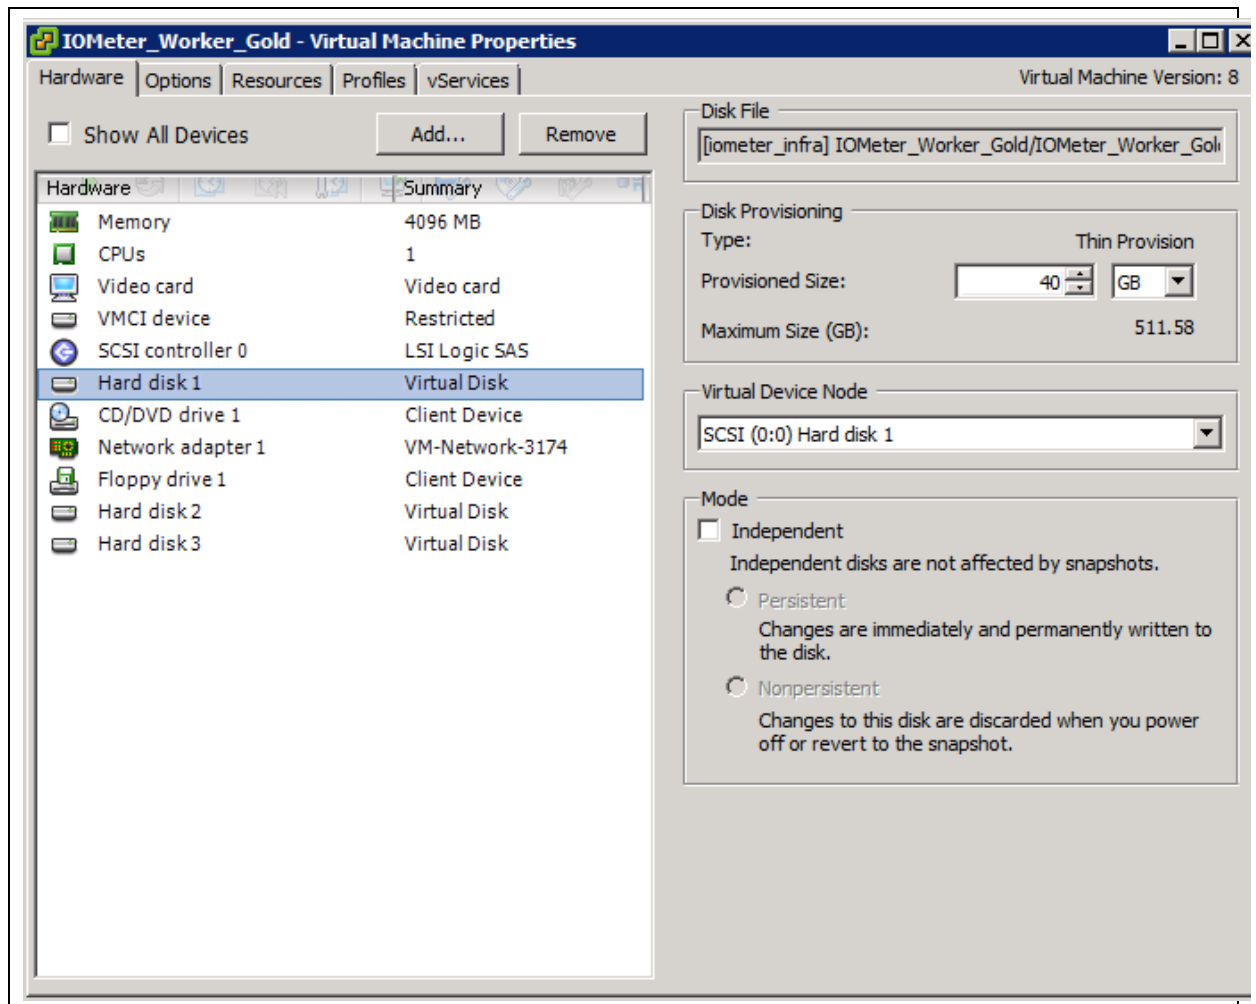 IOMeter_Worker_Gold - Virtual Machine Properties
Hardware Options Resources Profiles vServices Virtual Machine Version: 8
Show All Devices Add... Remove
Hardware Summary
Memory 4096 MB
CPUs 1
Video card Video card
VMCI device Restricted
SCSI controller 0 LSI Logic SAS
Hard disk 1 Virtual Disk
CD/DVD drive 1 Client Device
Network adapter 1 VM-Network-3174
Floppy drive 1 Client Device
Hard disk 2 Virtual Disk
Hard disk 3 Virtual Disk
Disk File
[iometer_infra] IOMeter_Worker_Gold/IOMeter_Worker_Gol
Disk Provisioning
Type: Thin Provision
Provisioned Size: 40 GB
Maximum Size (GB): 511.58
Virtual Device Node
SCSI (0:0) Hard disk 1
Mode
Independent
Independent disks are not affected by snapshots.
Persistent
Changes are immediately and permanently written to
the disk.
Nonpersistent
Changes to this disk are discarded when you power
off or revert to the snapshot.